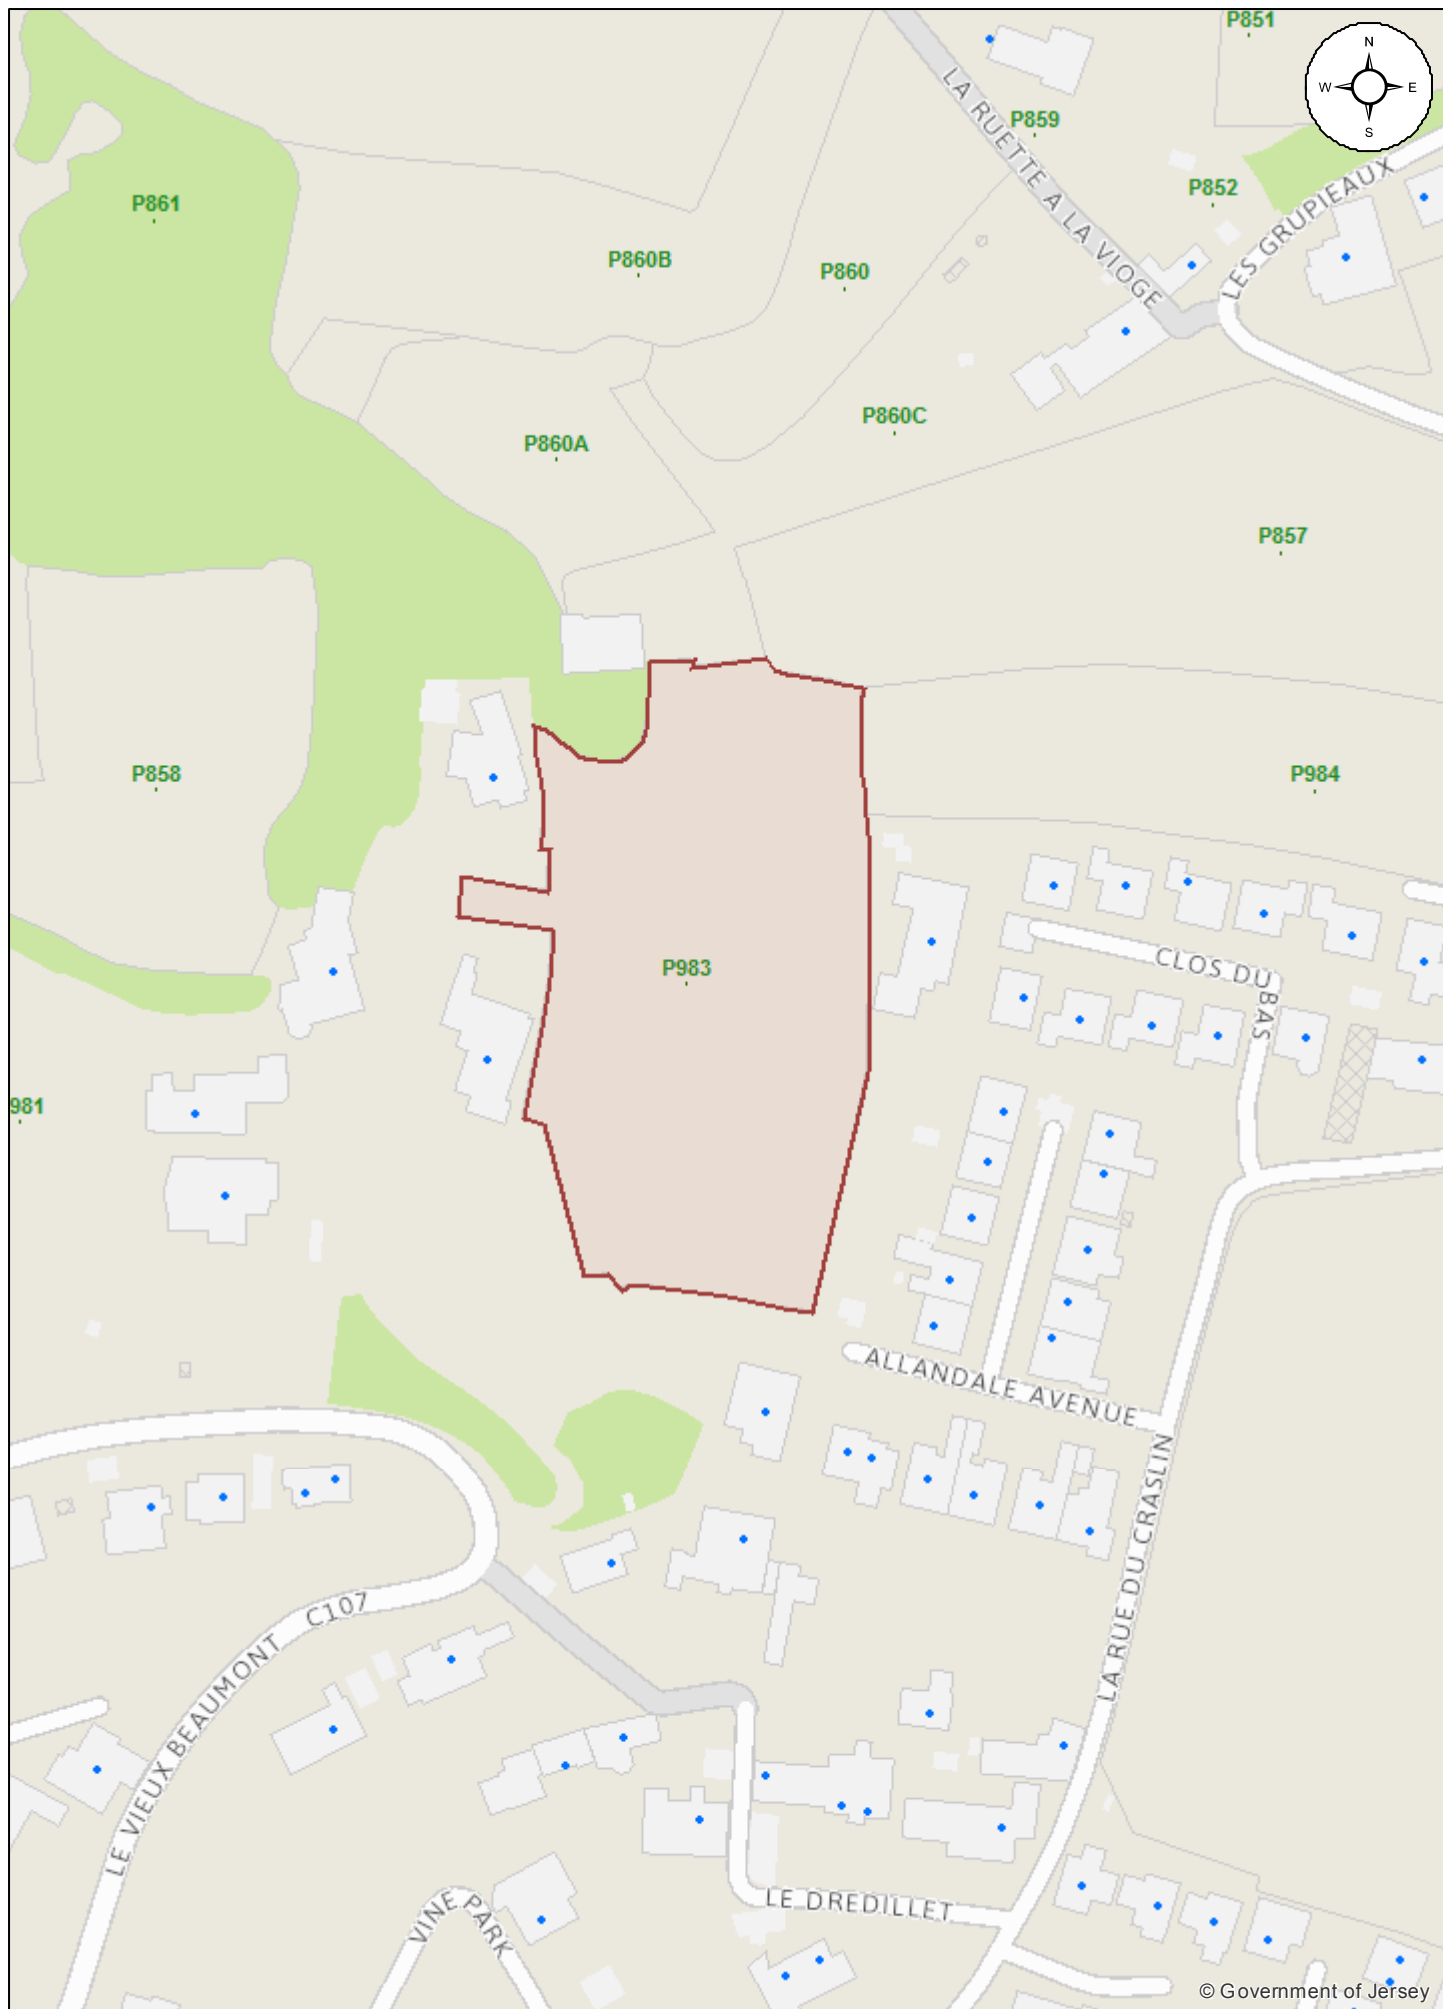 P851
N
W E
S
LA RUETTE A LA VIOGE
P859
P852
LES GRUPIEAUX
P861
P860B
P860
P860A
P860C
P857
P858
P984
P983
CLOS DU BAS
981
ALLANDALE AVENUE
LA RUE DU CRASLIN
C107
LE VIEUX BEAUMONT
VINE PARK
LE DREDILLET
© Government of Jersey